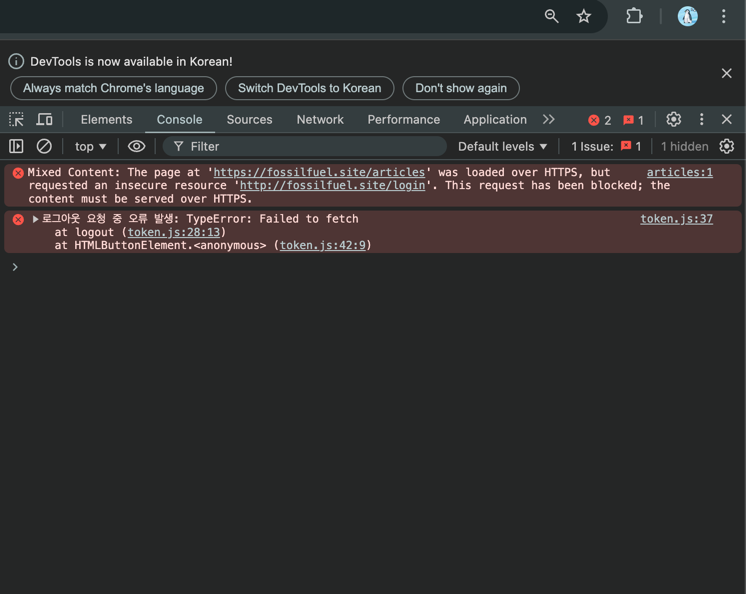 DevTools is now available in Korean!
Always match Chrome's language Switch DevTools to Korean Don't show again
Elements Console Sources Network Performance Application 2 1
top Filter Default levels 1 Issue: 1 1 hidden
Mixed Content: The page at 'https://fossilfuel.site/articles' was loaded over HTTPS, but articles:1
requested an insecure resource 'http://fossilfuel.site/login'. This request has been blocked; the
content must be served over HTTPS.
로그아웃 요청 중 오류 발생: TypeError: Failed to fetch token.js:37
at logout (token.js:28:13)
at HTMLButtonElement.<anonymous> (token.js:42:9)